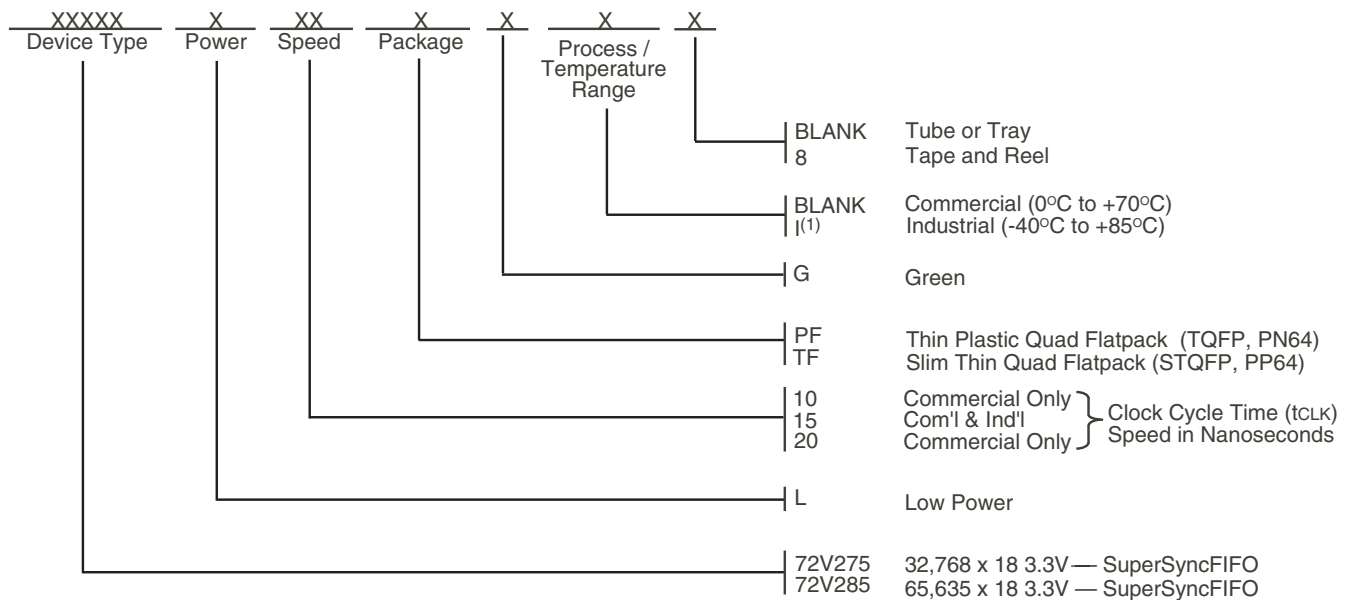 XXXXX X XX X X X X
Device Type Power Speed Package Process /
Temperature
Range
BLANK Tube or Tray
8 Tape and Reel
BLANK Commercial (0°C to +70°C)
I(1) Industrial (-40°C to +85°C)
G Green
PF Thin Plastic Quad Flatpack (TQFP, PN64)
TF Slim Thin Quad Flatpack (STQFP, PP64)
10 Commercial Only
15 Com'l & Ind'l
20 Commercial Only
Clock Cycle Time (tCLK)
Speed in Nanoseconds
L Low Power
72V275 32,768 x 18 3.3V — SuperSyncFIFO
72V285 65,635 x 18 3.3V — SuperSyncFIFO